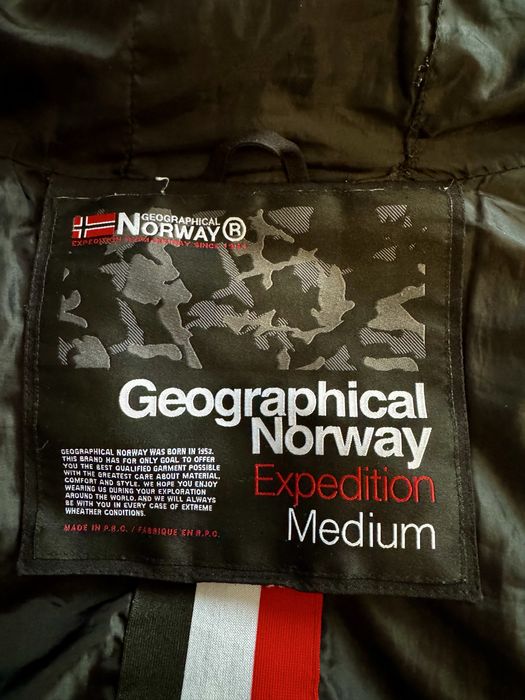 GEOGRAPHICAL
NORWAY®
EXPEDITION NORWAY SINCE
Geographical
Norway
Expedition
Medium
GEOGRAPHICAL NORWAY WAS BORN IN 1952.
THIS BRAND HAS FOR ONLY GOAL TO OFFER
YOU THE BEST QUALIFIED GARMENT POSSIBLE
WITH THE GREATEST CARE ABOUT MATERIAL,
COMFORT AND STYLE. WE HOPE YOU ENJOY
WEARING US DURING YOUR EXPLORATION
AROUND THE WORLD, AND WE WILL ALWAYS
BE WITH YOU IN EVERY CASE OF EXTREME
WHEATHER CONDITIONS.
MADE IN P.R.C. / FABRIQUE EN R.P.C.